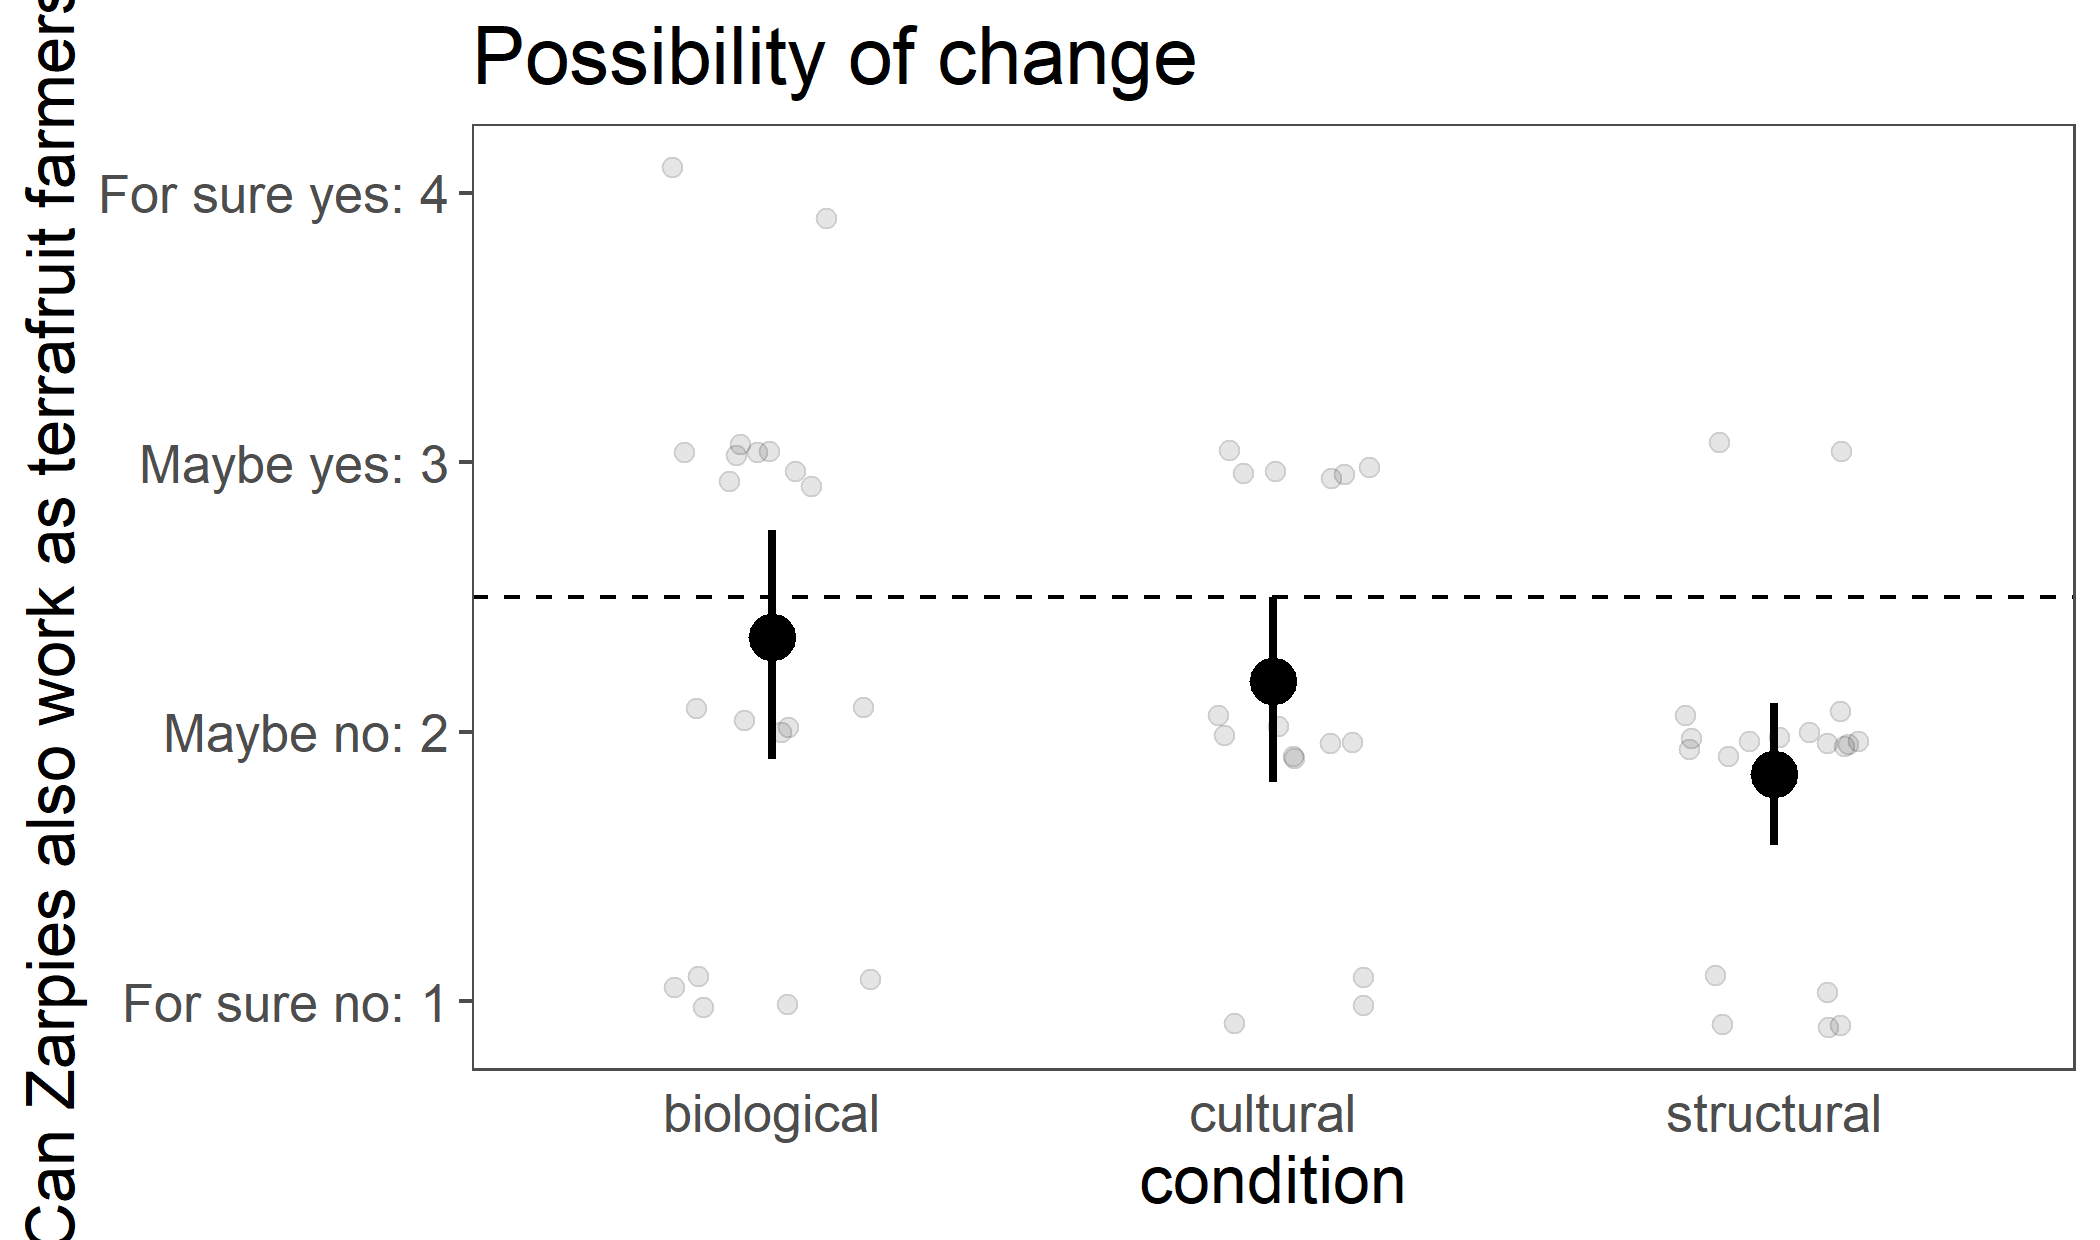 Possibility of change
Can Zarpies also work as terrafruit farmers
For sure yes: 4
Maybe yes: 3
Maybe no: 2
For sure no: 1
biological
cultural
structural
condition